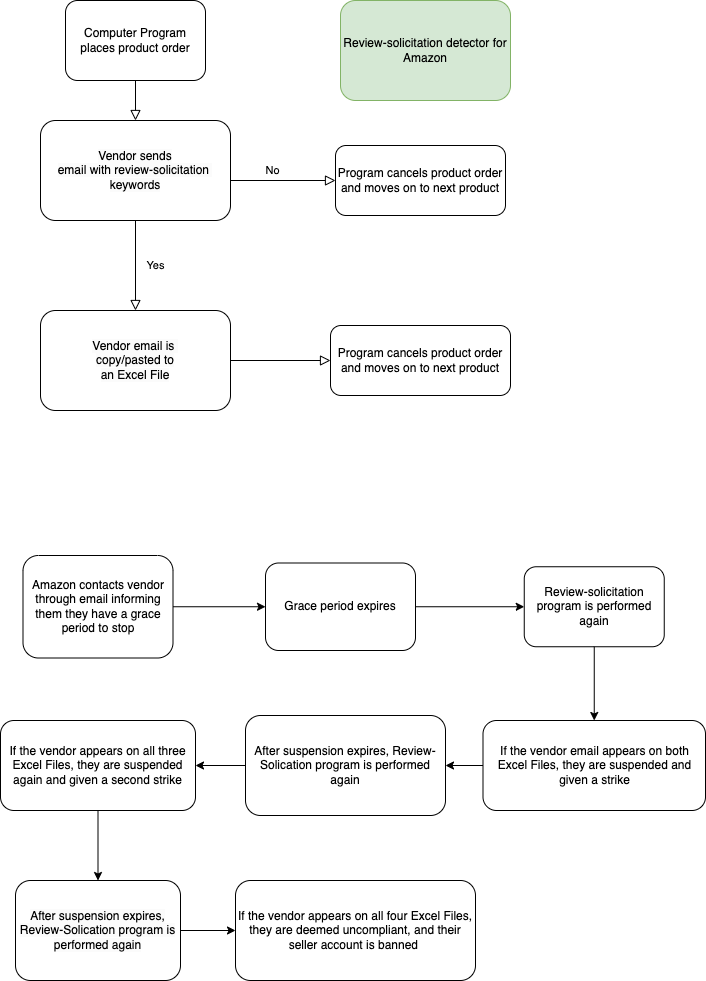 Computer Program
places product order
Review-solicitation detector for
Amazon
Vendor sends
email with review-solicitation
keywords
No
Program cancels product order
and moves on to next product
Yes
Vendor email is
copy/pasted to
an Excel File
Program cancels product order
and moves on to next product
Amazon contacts vendor
through email informing
them they have a grace
period to stop
Grace period expires
Review-solicitation
program is performed
again
If the vendor appears on all three
Excel Files, they are suspended
again and given a second strike
After suspension expires, Review-
Solication program is performed
again
If the vendor email appears on both
Excel Files, they are suspended and
given a strike
After suspension expires,
Review-Solication program is
performed again
If the vendor appears on all four Excel Files,
they are deemed uncompliant, and their
seller account is banned